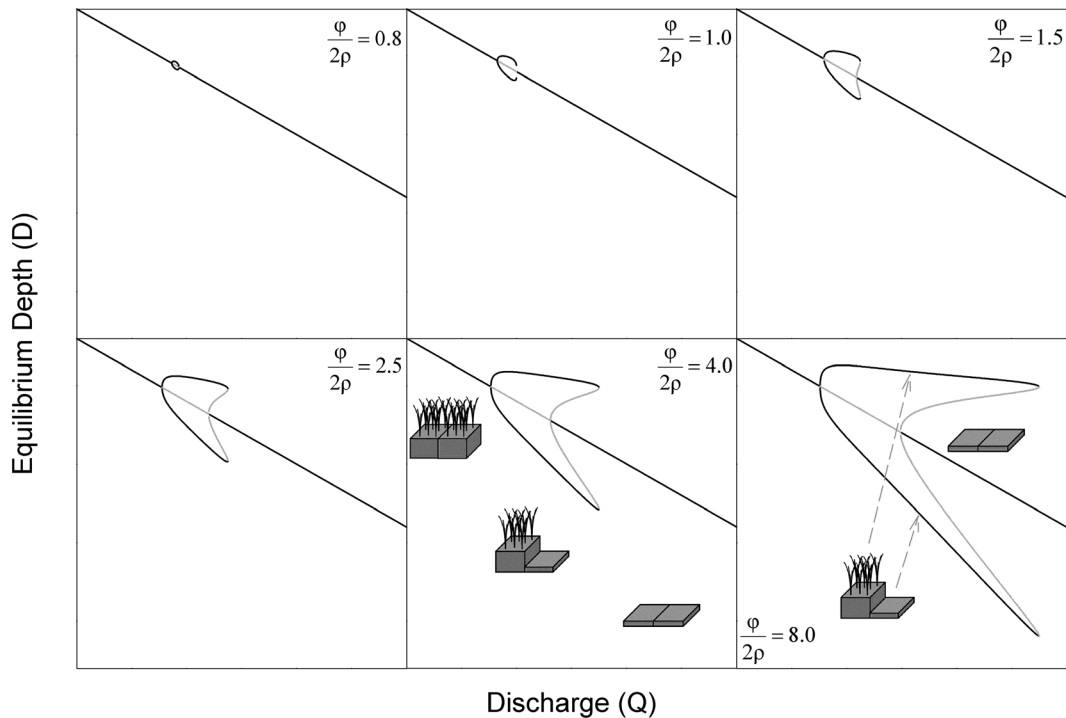 φ/2ρ = 0.8
φ/2ρ = 1.0
φ/2ρ = 1.5
φ/2ρ = 2.5
φ/2ρ = 4.0
φ/2ρ = 8.0
Equilibrium Depth (D)
Discharge (Q)